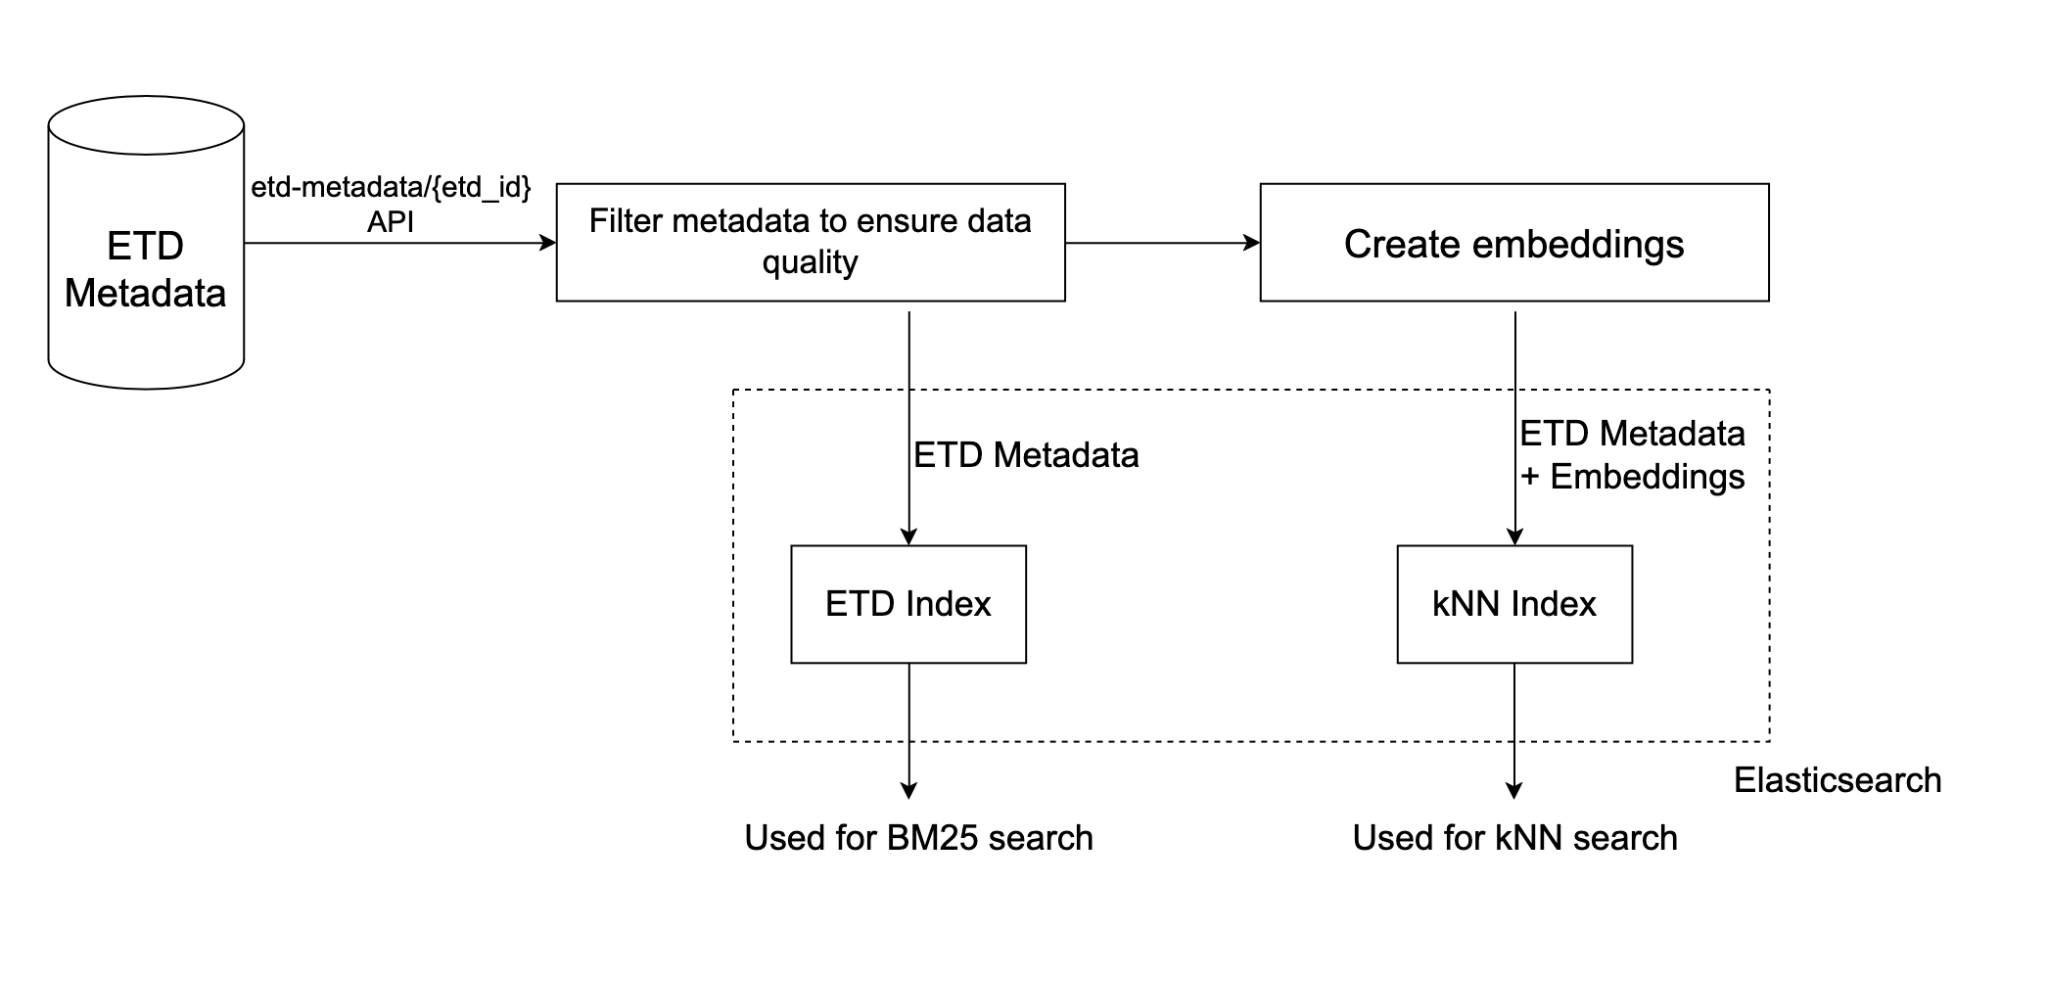 ETD
Metadata
etd-metadata/{etd_id}
API
Filter metadata to ensure data
quality
Create embeddings
ETD Metadata
ETD Metadata
+ Embeddings
ETD Index
kNN Index
Elasticsearch
Used for BM25 search
Used for kNN search